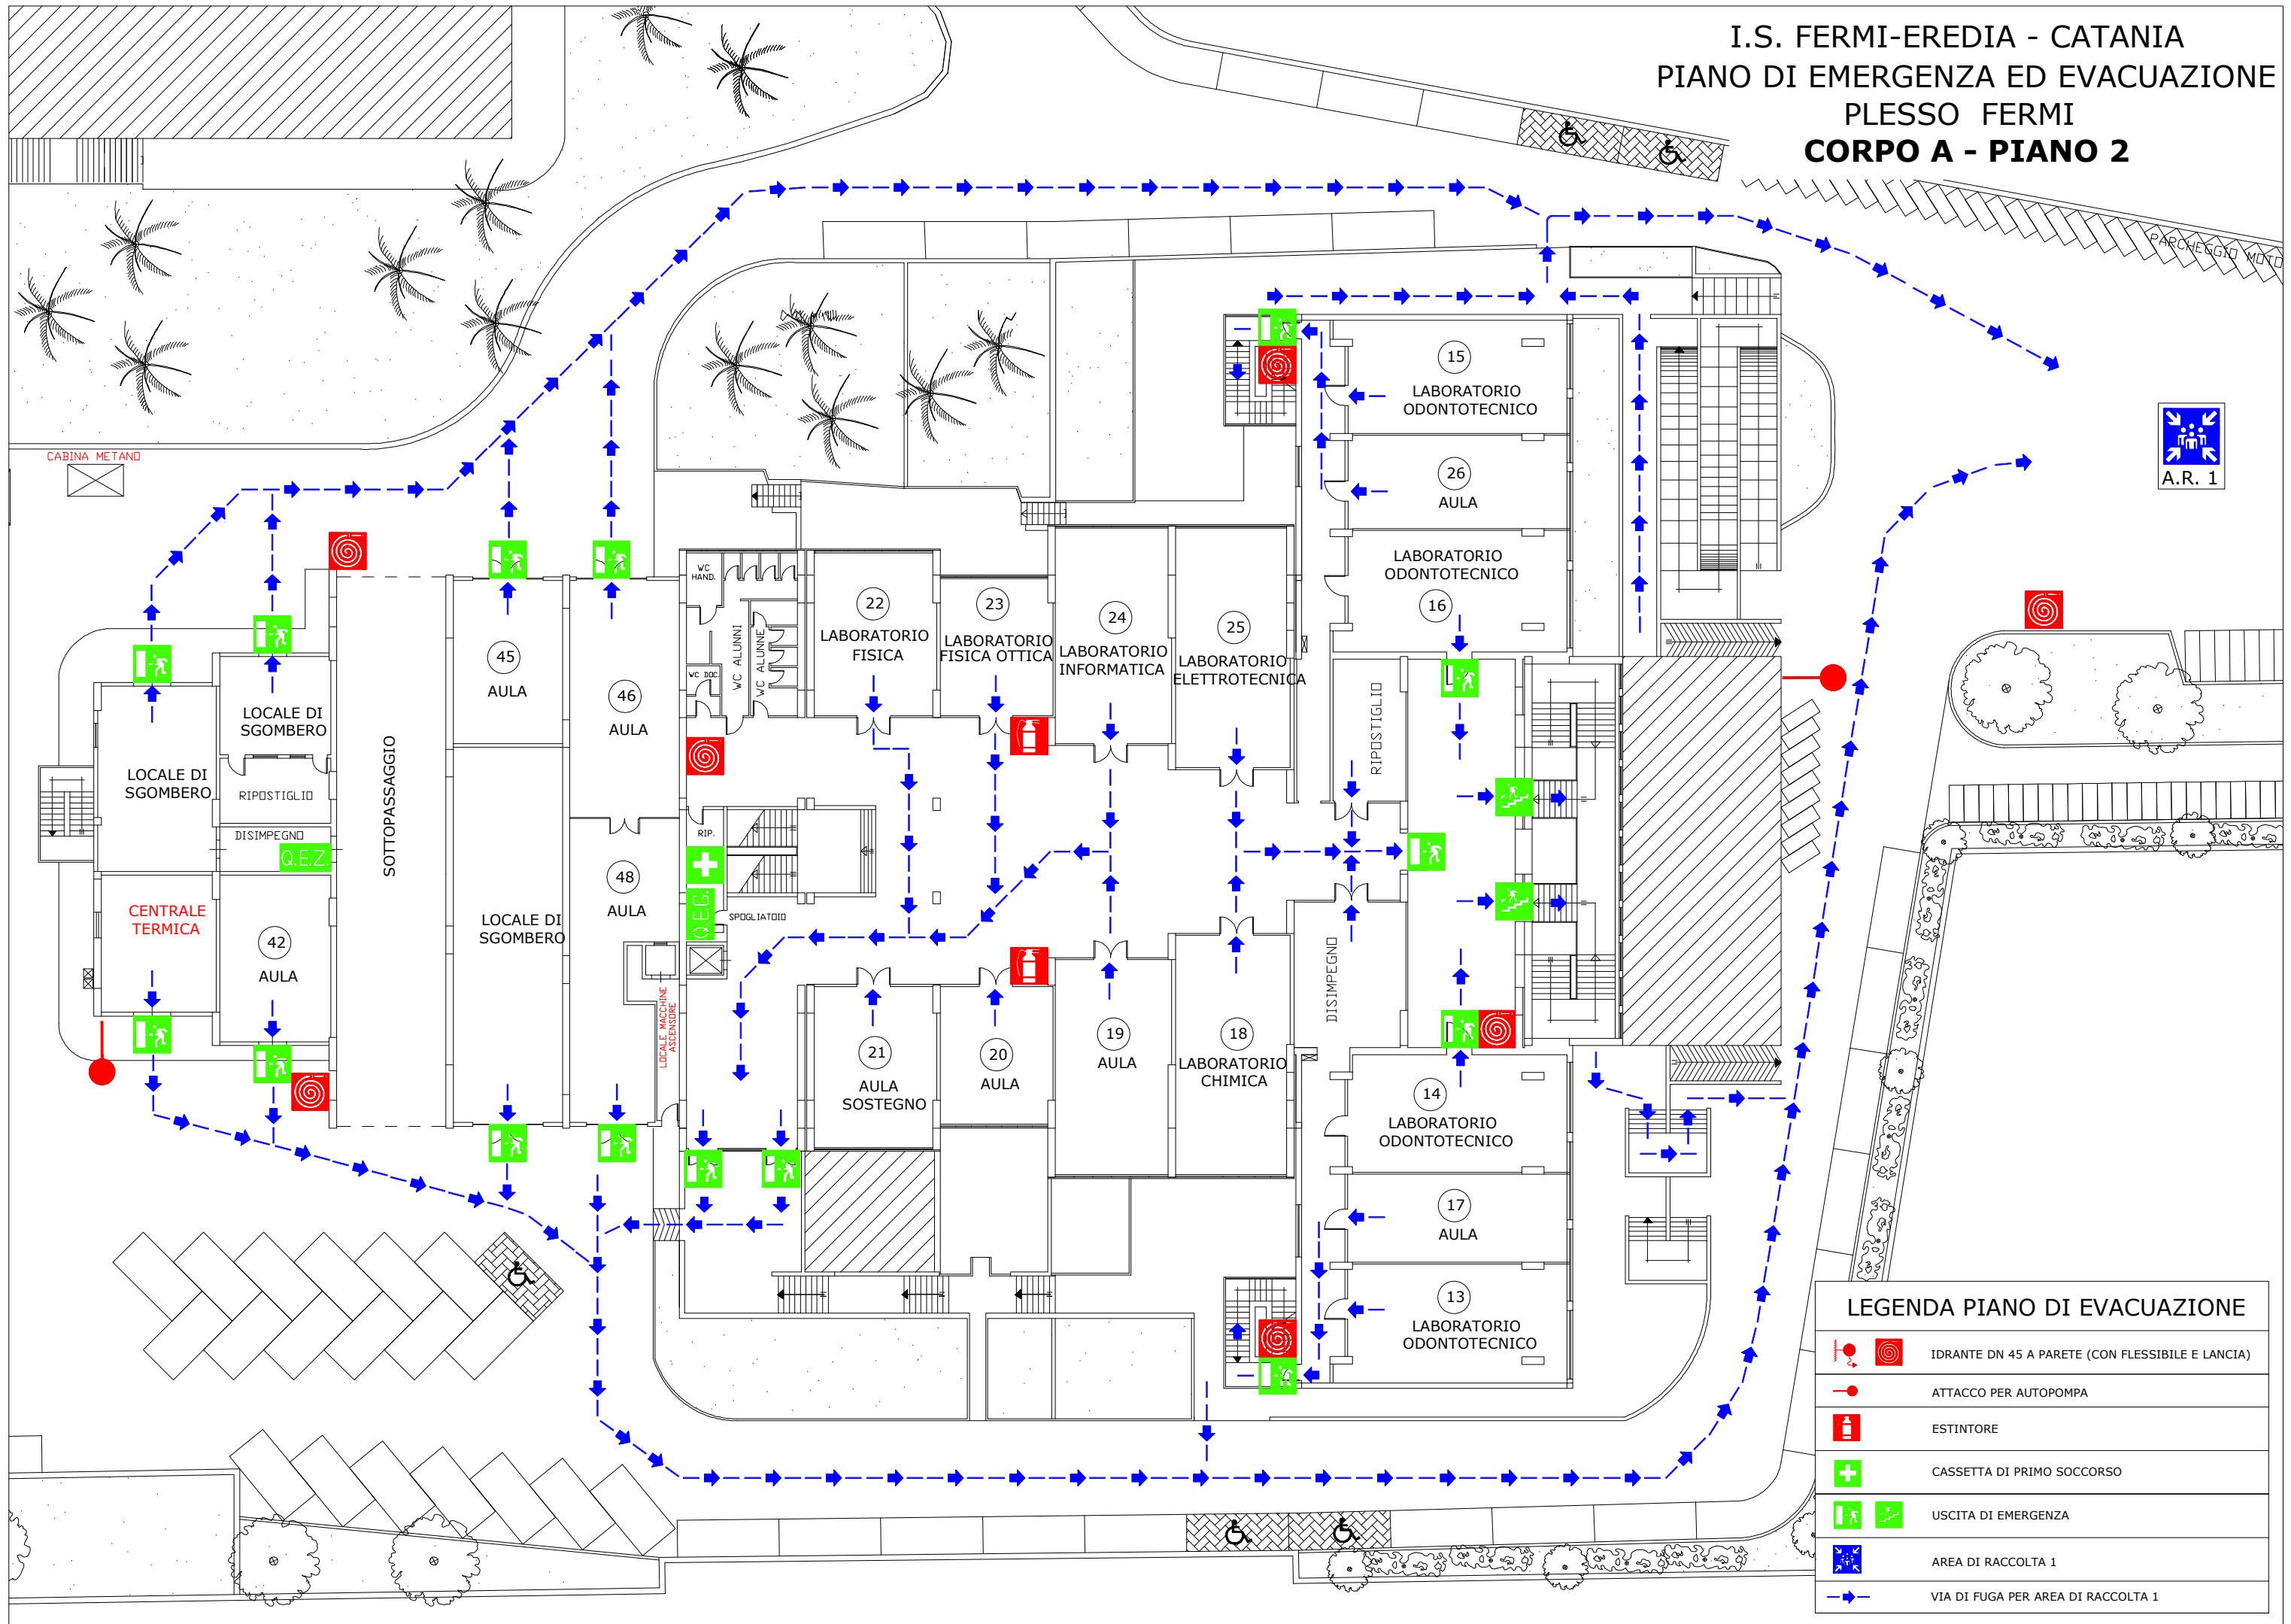 I.S. FERMI-EREDIA - CATANIA
PIANO DI EMERGENZA ED EVACUAZIONE
PLESSO FERMI
CORPO A - PIANO 2
PARCHEGGIO MOTO
CABINA METANO
A.R. 1
15
LABORATORIO
ODONTOTECNICO
26
AULA
LABORATORIO
ODONTOTECNICO
16
WC
HAND.
WC ALUNNI
WC ALUNNE
WC DOC.
22
LABORATORIO
FISICA
23
LABORATORIO
FISICA OTTICA
24
LABORATORIO
INFORMATICA
25
LABORATORIO
ELETTROTECNICA
45
AULA
46
AULA
LOCALE DI
SGOMBERO
LOCALE DI
SGOMBERO
RIPOSTIGLIO
DISIMPEGNO
Q.E.Z.
SOTTOPASSAGGIO
RIPOSTIGLIO
RIP.
48
AULA
Q.E.G.
SPOGLIATOIO
CENTRALE
TERMICA
42
AULA
LOCALE DI
SGOMBERO
LOCALE MACCHINE
ASCENSORE
DISIMPEGNO
21
AULA
SOSTEGNO
20
AULA
19
AULA
18
LABORATORIO
CHIMICA
14
LABORATORIO
ODONTOTECNICO
17
AULA
13
LABORATORIO
ODONTOTECNICO
LEGENDA PIANO DI EVACUAZIONE
IDRANTE DN 45 A PARETE (CON FLESSIBILE E LANCIA)
ATTACCO PER AUTOPOMPA
ESTINTORE
CASSETTA DI PRIMO SOCCORSO
USCITA DI EMERGENZA
AREA DI RACCOLTA 1
VIA DI FUGA PER AREA DI RACCOLTA 1